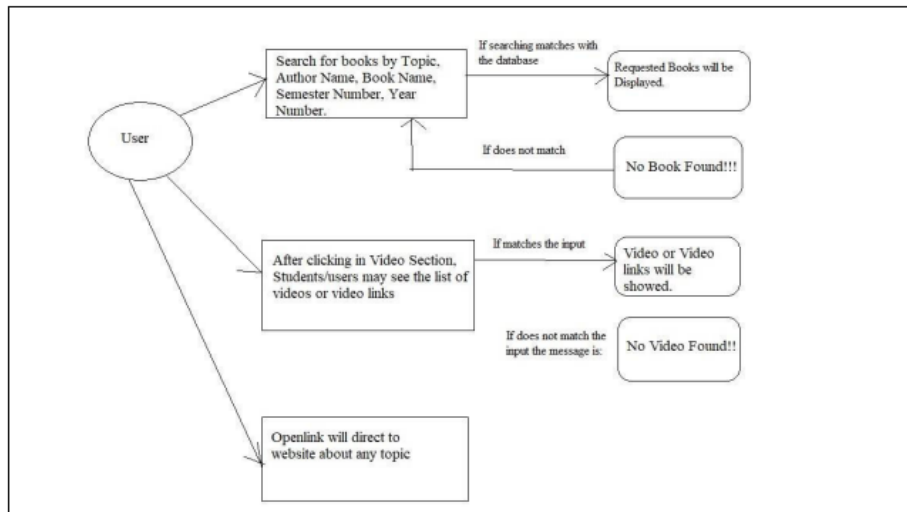 If searching matches with
the database
Search for books by Topic,
Author Name, Book Name,
Semester Number, Year
Number.
Requested Books will be
Displayed.
User
If does not match
No Book Found!!!
If matches the input
After clicking in Video Section,
Students/users may see the list of
videos or video links
Video or Video
links will be
showed.
If does not match the
input the message is:
No Video Found!!
Openlink will direct to
website about any topic